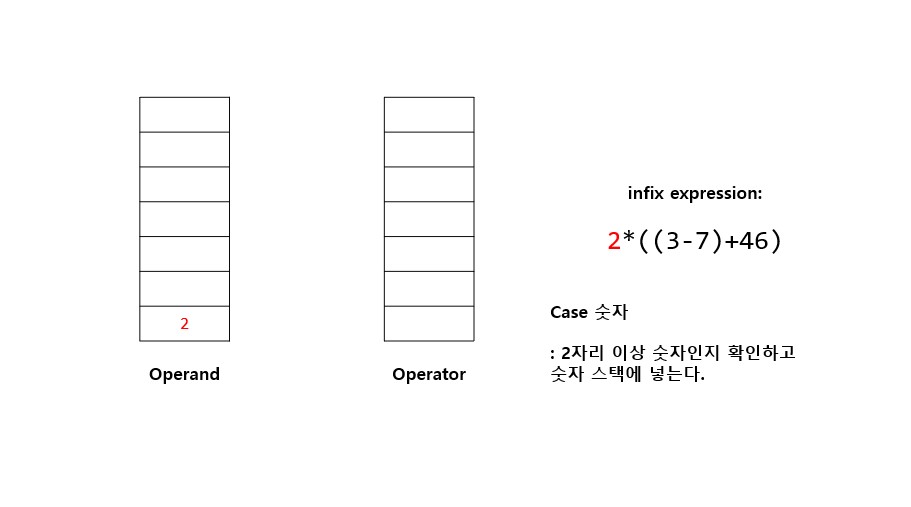 2
Operand
Operator
infix expression:
2*((3-7)+46)
Case 숫자
: 2자리 이상 숫자인지 확인하고
숫자 스택에 넣는다.